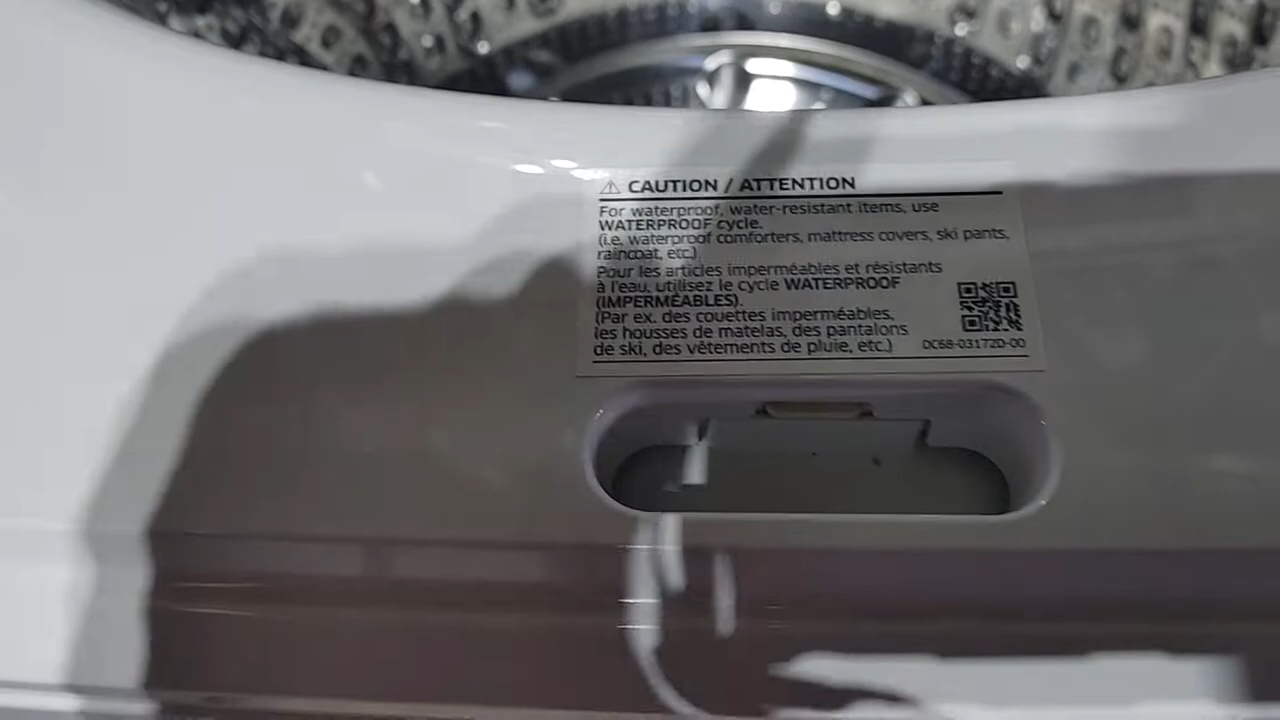 ⚠ CAUTION / ATTENTION
For waterproof, water-resistant items, use
WATERPROOF cycle.
(i.e. waterproof comforters, mattress covers, ski pants,
raincoat, etc.)
Pour les articles imperméables et résistants
à l'eau, utilisez le cycle WATERPROOF
(IMPERMÉABLES).
(Par ex. des couettes imperméables,
les housses de matelas, des pantalons
de ski, des vêtements de pluie, etc.)
DC68-03172D-00